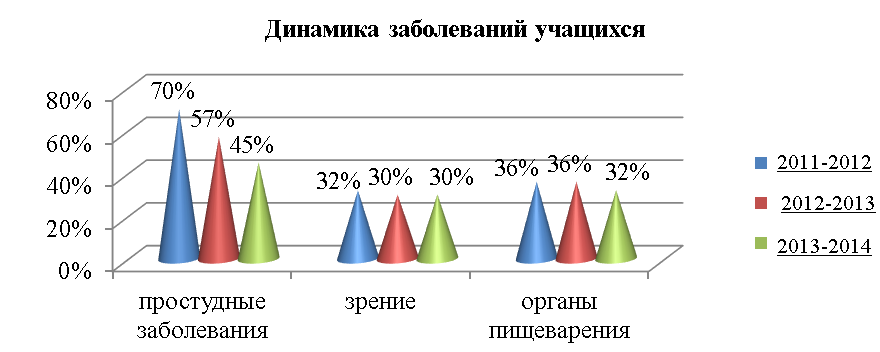 Динамика заболеваний учащихся
80%
60%
40%
20%
0%
70%
57%
45%
32%
30%
30%
36%
36%
32%
простудные
заболевания
зрение
органы
пищеварения
2011-2012
2012-2013
2013-2014